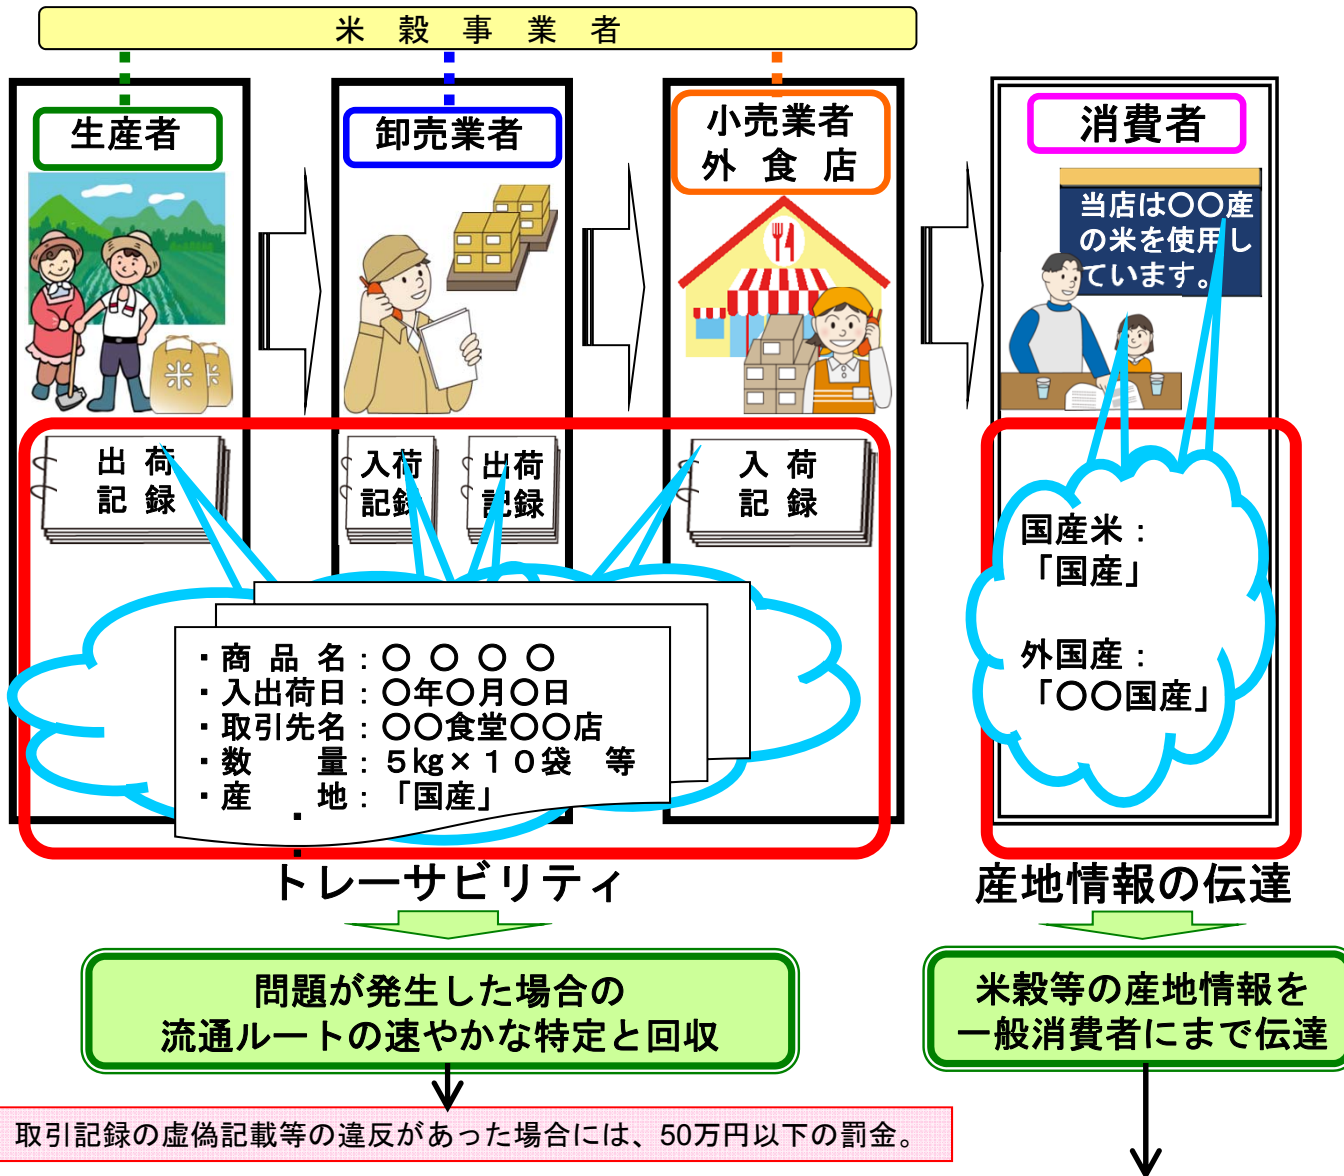 米穀事業者
生産者
卸売業者
小売業者
外食店
消費者
当店は〇〇産
の米を使用し
ています。
米
出荷
記録
入荷
記録
出荷
記録
入荷
記録
・商品名：〇〇〇〇
・入出荷日：〇年〇月〇日
・取引先名：〇〇食堂〇〇店
・数量：５kg×１０袋　等
・産地：「国産」
国産米：
「国産」
外国産：
「〇〇国産」
トレーサビリティ
産地情報の伝達
問題が発生した場合の
流通ルートの速やかな特定と回収
米穀等の産地情報を
一般消費者にまで伝達
取引記録の虚偽記載等の違反があった場合には、50万円以下の罰金。